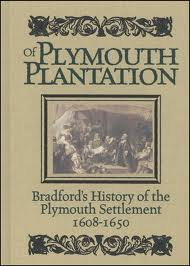 OF PLYMOUTH
PLANTATION
Bradford's History of the
Plymouth Settlement
1608-1650